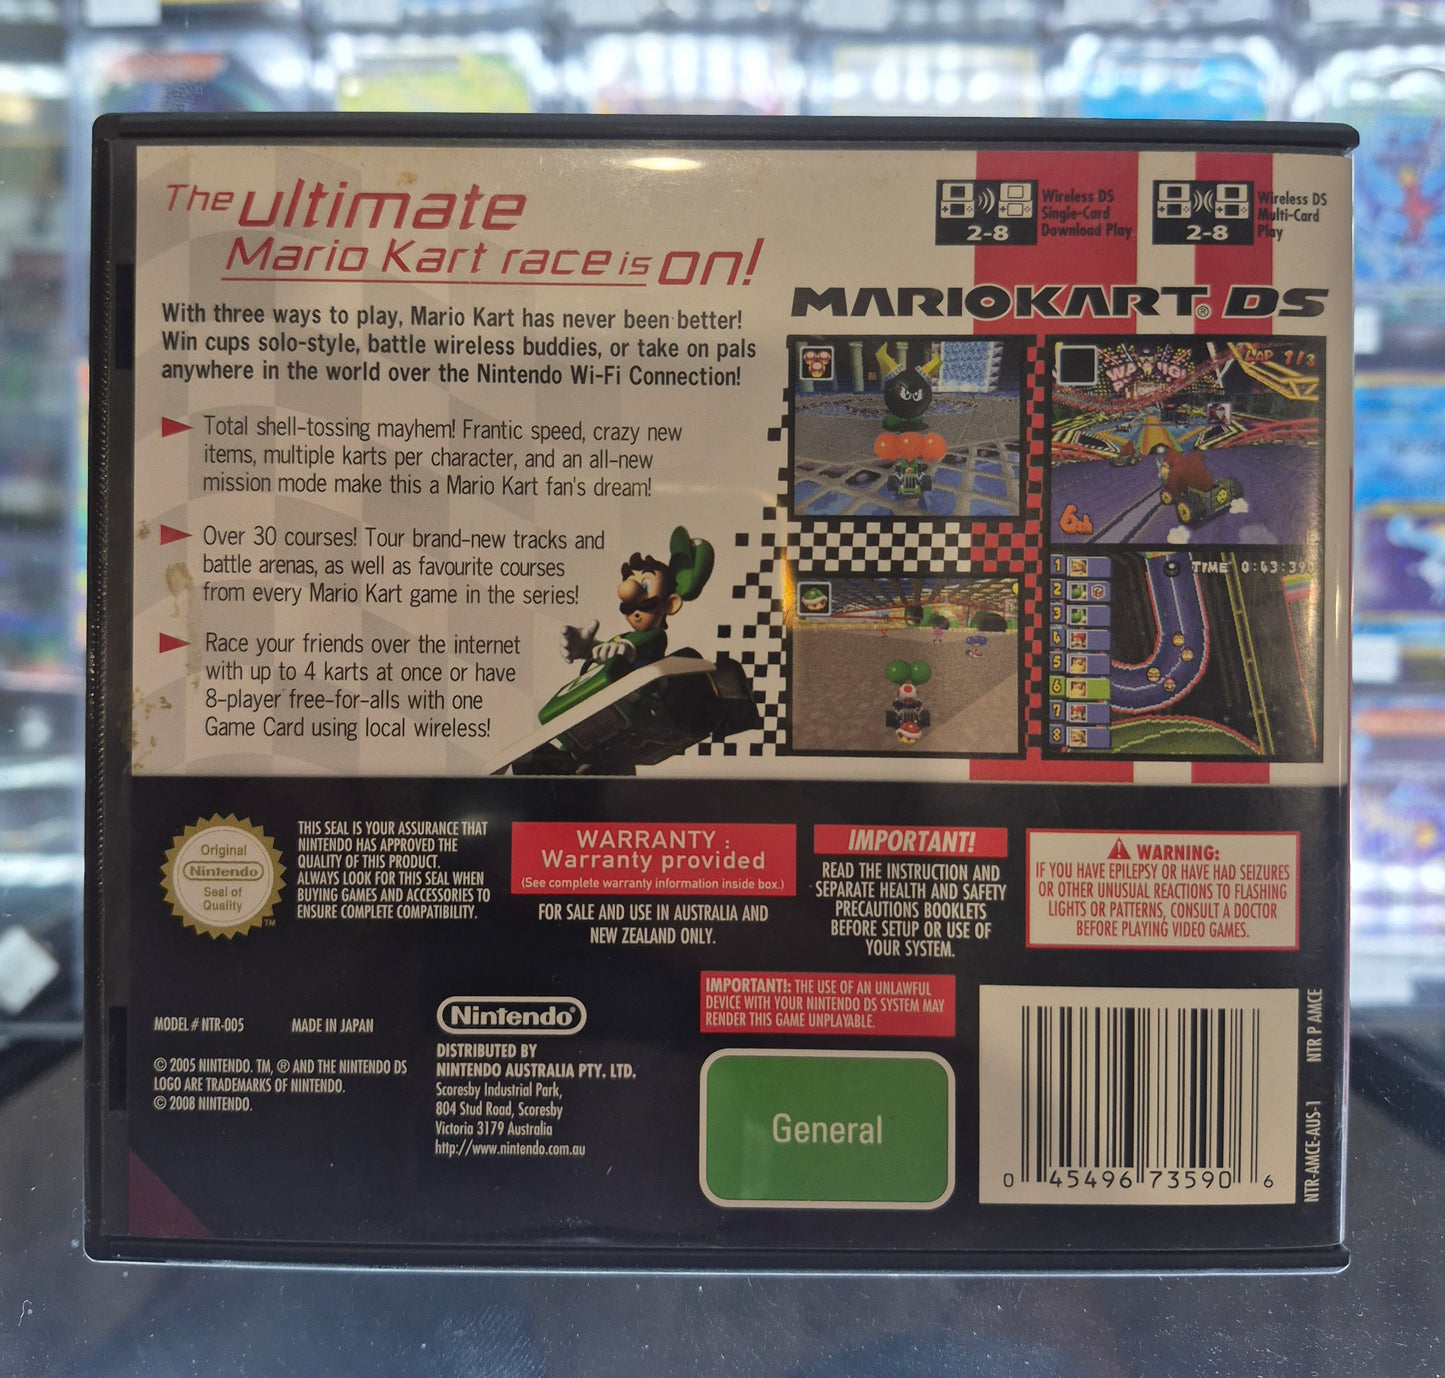 The ultimate
Mario Kart race is on!
With three ways to play, Mario Kart has never been better!
Win cups solo-style, battle wireless buddies, or take on pals
anywhere in the world over the Nintendo Wi-Fi Connection!
Total shell-tossing mayhem! Frantic speed, crazy new
items, multiple karts per character, and an all-new
mission mode make this a Mario Kart fan's dream!
Over 30 courses! Tour brand-new tracks and
battle arenas, as well as favourite courses
from every Mario Kart game in the series!
Race your friends over the internet
with up to 4 karts at once or have
8-player free-for-alls with one
Game Card using local wireless!
2-8
Wireless DS
Single-Card
Download Play
2-8
Wireless DS
Multi-Card
Play
MARIOKART® DS
LAP 1/3
6th
TIME 0:43:39
1
2
3
4
5
6
7
8
Original
Nintendo
Seal of
Quality
TM
THIS SEAL IS YOUR ASSURANCE THAT
NINTENDO HAS APPROVED THE
QUALITY OF THIS PRODUCT.
ALWAYS LOOK FOR THIS SEAL WHEN
BUYING GAMES AND ACCESSORIES TO
ENSURE COMPLETE COMPATIBILITY.
WARRANTY :
Warranty provided
(See complete warranty information inside box.)
FOR SALE AND USE IN AUSTRALIA AND
NEW ZEALAND ONLY.
IMPORTANT!
READ THE INSTRUCTION AND
SEPARATE HEALTH AND SAFETY
PRECAUTIONS BOOKLETS
BEFORE SETUP OR USE OF
YOUR SYSTEM.
WARNING:
IF YOU HAVE EPILEPSY OR HAVE HAD SEIZURES
OR OTHER UNUSUAL REACTIONS TO FLASHING
LIGHTS OR PATTERNS, CONSULT A DOCTOR
BEFORE PLAYING VIDEO GAMES.
IMPORTANT!: THE USE OF AN UNLAWFUL
DEVICE WITH YOUR NINTENDO DS SYSTEM MAY
RENDER THIS GAME UNPLAYABLE.
MODEL # NTR-005 MADE IN JAPAN
© 2005 NINTENDO. TM, ® AND THE NINTENDO DS
LOGO ARE TRADEMARKS OF NINTENDO.
© 2008 NINTENDO.
Nintendo®
DISTRIBUTED BY
NINTENDO AUSTRALIA PTY. LTD.
Scoresby Industrial Park,
804 Stud Road, Scoresby
Victoria 3179 Australia
http://www.nintendo.com.au
General
0 45496 73590 6
NTR-AMCE-AUS-1 NTR P AMCE